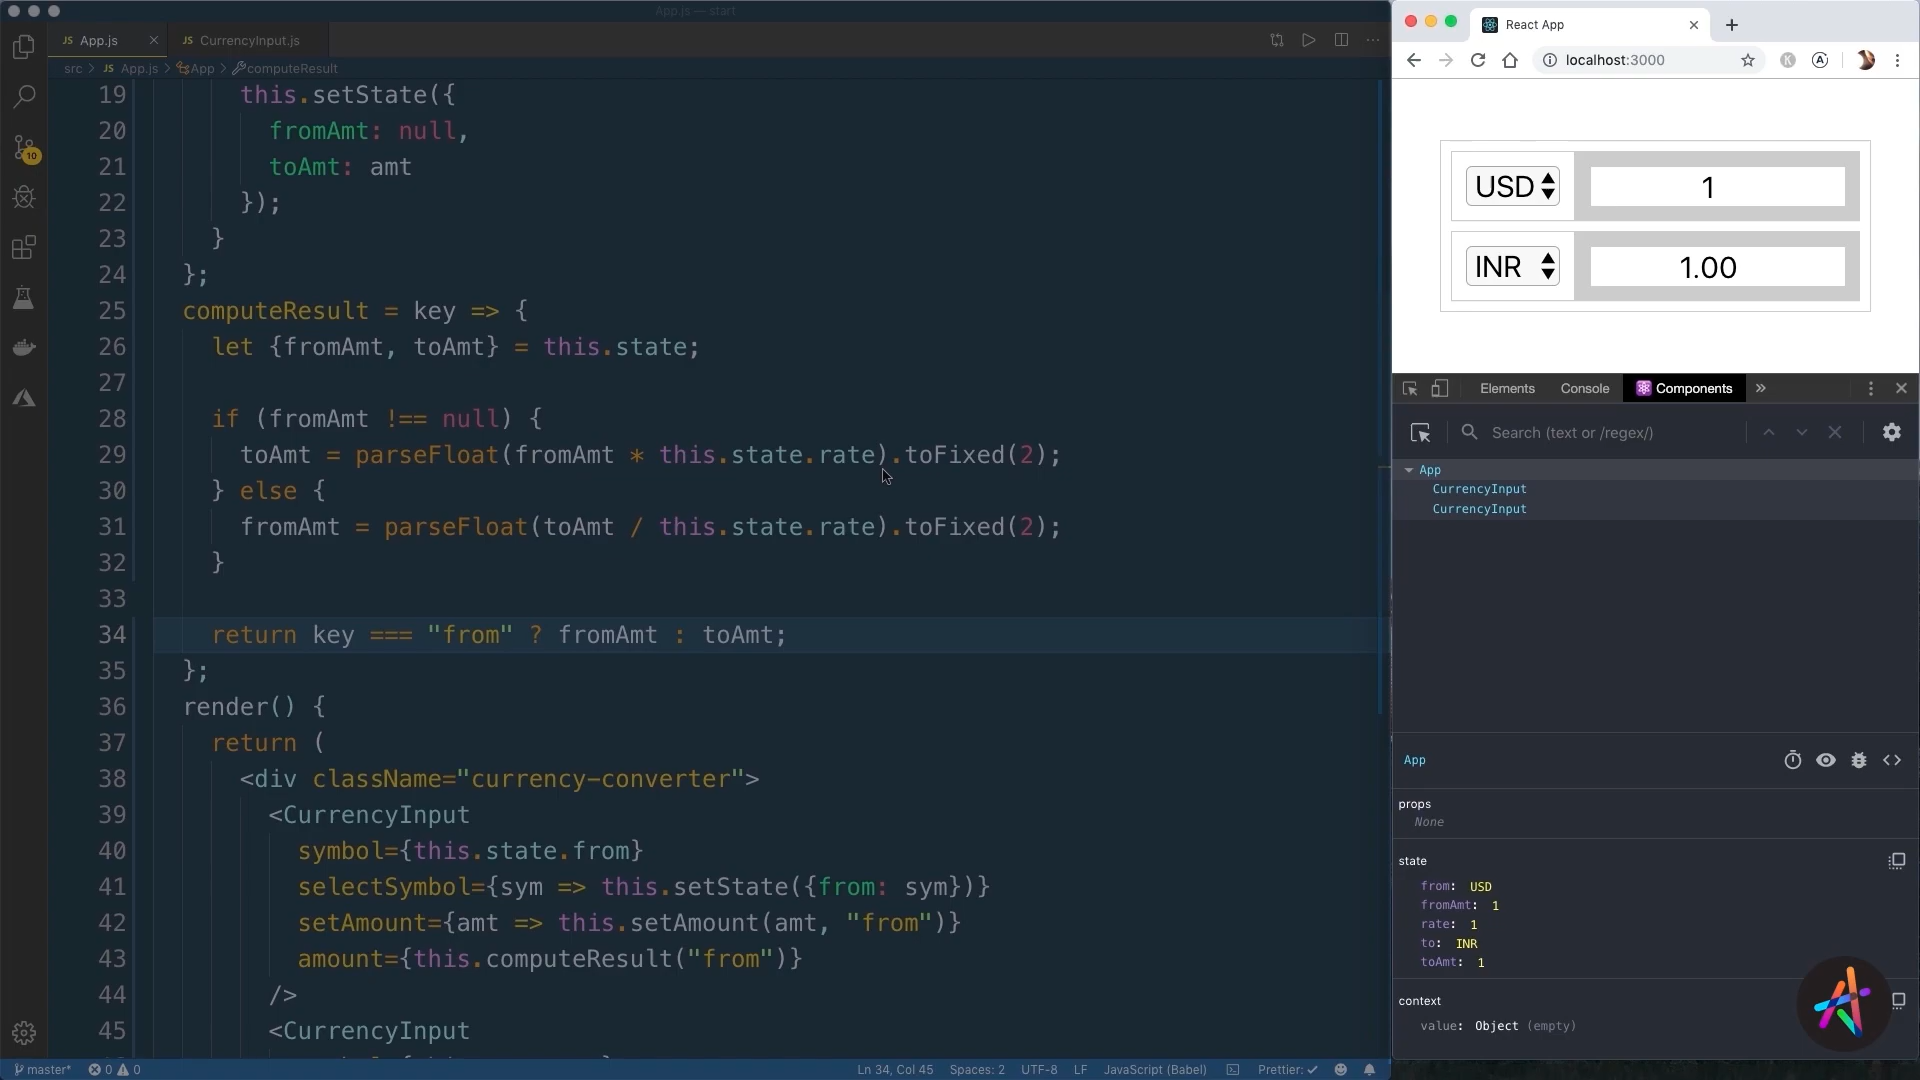 App.js — start
JS App.js
JS CurrencyInput.js
src > JS App.js > App > computeResult
10
19 this.setState({
20 fromAmt: null,
21 toAmt: amt
22 });
23 }
24 };
25 computeResult = key => {
26 let {fromAmt, toAmt} = this.state;
27
28 if (fromAmt !== null) {
29 toAmt = parseFloat(fromAmt * this.state.rate).toFixed(2);
30 } else {
31 fromAmt = parseFloat(toAmt / this.state.rate).toFixed(2);
32 }
33
34 return key === "from" ? fromAmt : toAmt;
35 };
36 render() {
37 return (
38 <div className="currency-converter">
39 <CurrencyInput
40 symbol={this.state.from}
41 selectSymbol={sym => this.setState({from: sym})}
42 setAmount={amt => this.setAmount(amt, "from")}
43 amount={this.computeResult("from")}
44 />
45 <CurrencyInput
master* 0 0 Ln 34, Col 45 Spaces: 2 UTF-8 LF JavaScript (Babel) Prettier: ✓
React App
localhost:3000
USD 1
INR 1.00
Elements Console Components »
Search (text or /regex/)
App
CurrencyInput
CurrencyInput
App
props
None
state
from: USD
fromAmt: 1
rate: 1
to: INR
toAmt: 1
context
value: Object (empty)